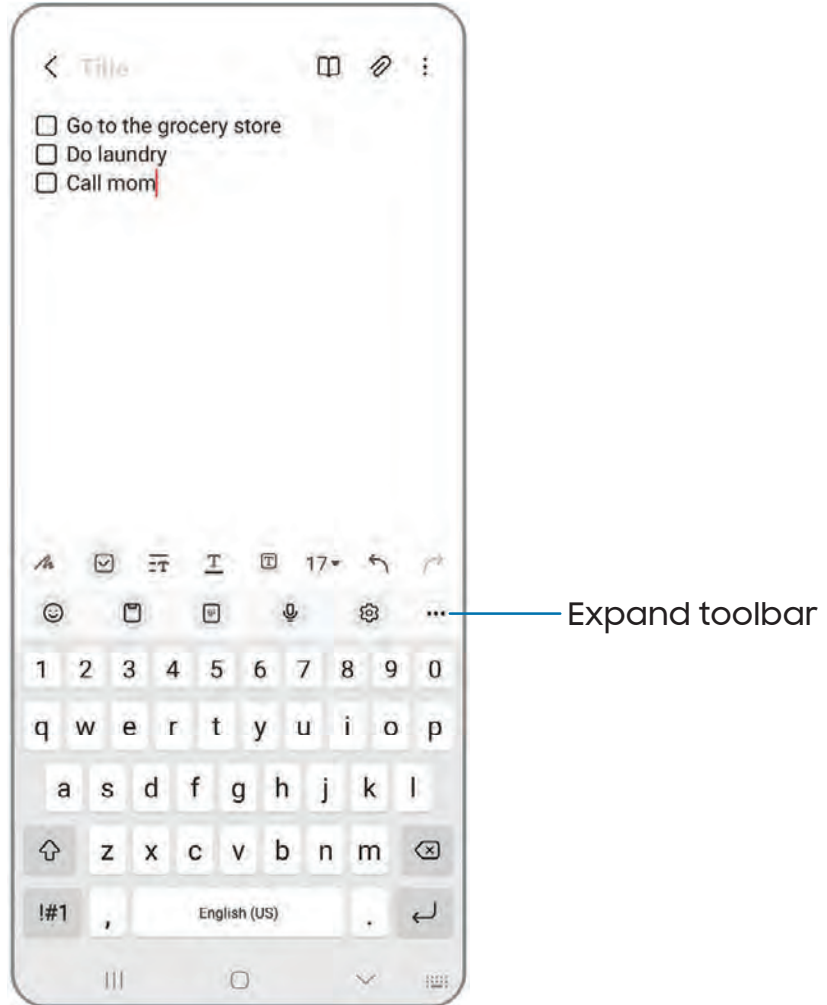 Title
Go to the grocery store
Do laundry
Call mom
17
Expand toolbar
1 2 3 4 5 6 7 8 9 0
q w e r t y u i o p
a s d f g h j k l
z x c v b n m
!#1 , English (US) .